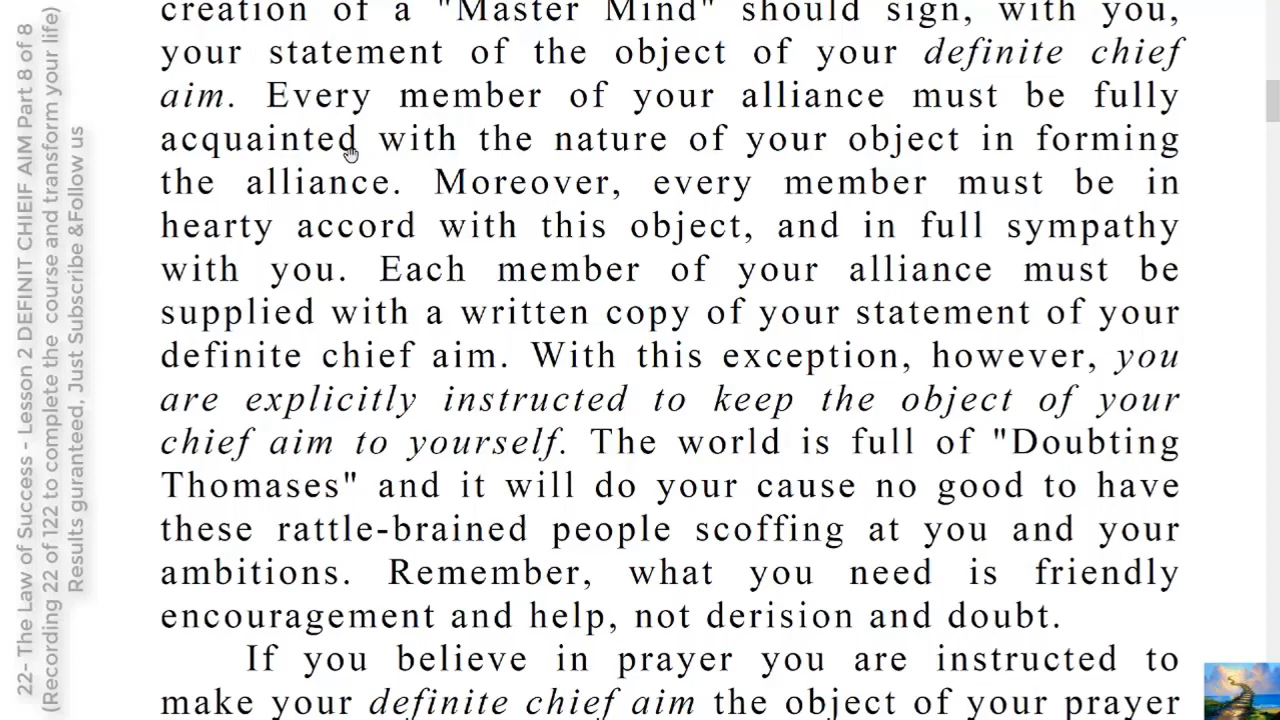 22- The Law of Success - Lesson 2 DEFINIT CHIEIF AIM Part 8 of 8
(Recording 22 of 122 to complete the course and transform your life)
Results guranteed, Just Subscribe &Follow us
creation of a "Master Mind" should sign, with you,
your statement of the object of your definite chief
aim. Every member of your alliance must be fully
acquainted with the nature of your object in forming
the alliance. Moreover, every member must be in
hearty accord with this object, and in full sympathy
with you. Each member of your alliance must be
supplied with a written copy of your statement of your
definite chief aim. With this exception, however, you
are explicitly instructed to keep the object of your
chief aim to yourself. The world is full of "Doubting
Thomases" and it will do your cause no good to have
these rattle-brained people scoffing at you and your
ambitions. Remember, what you need is friendly
encouragement and help, not derision and doubt.
If you believe in prayer you are instructed to
make your definite chief aim the object of your prayer